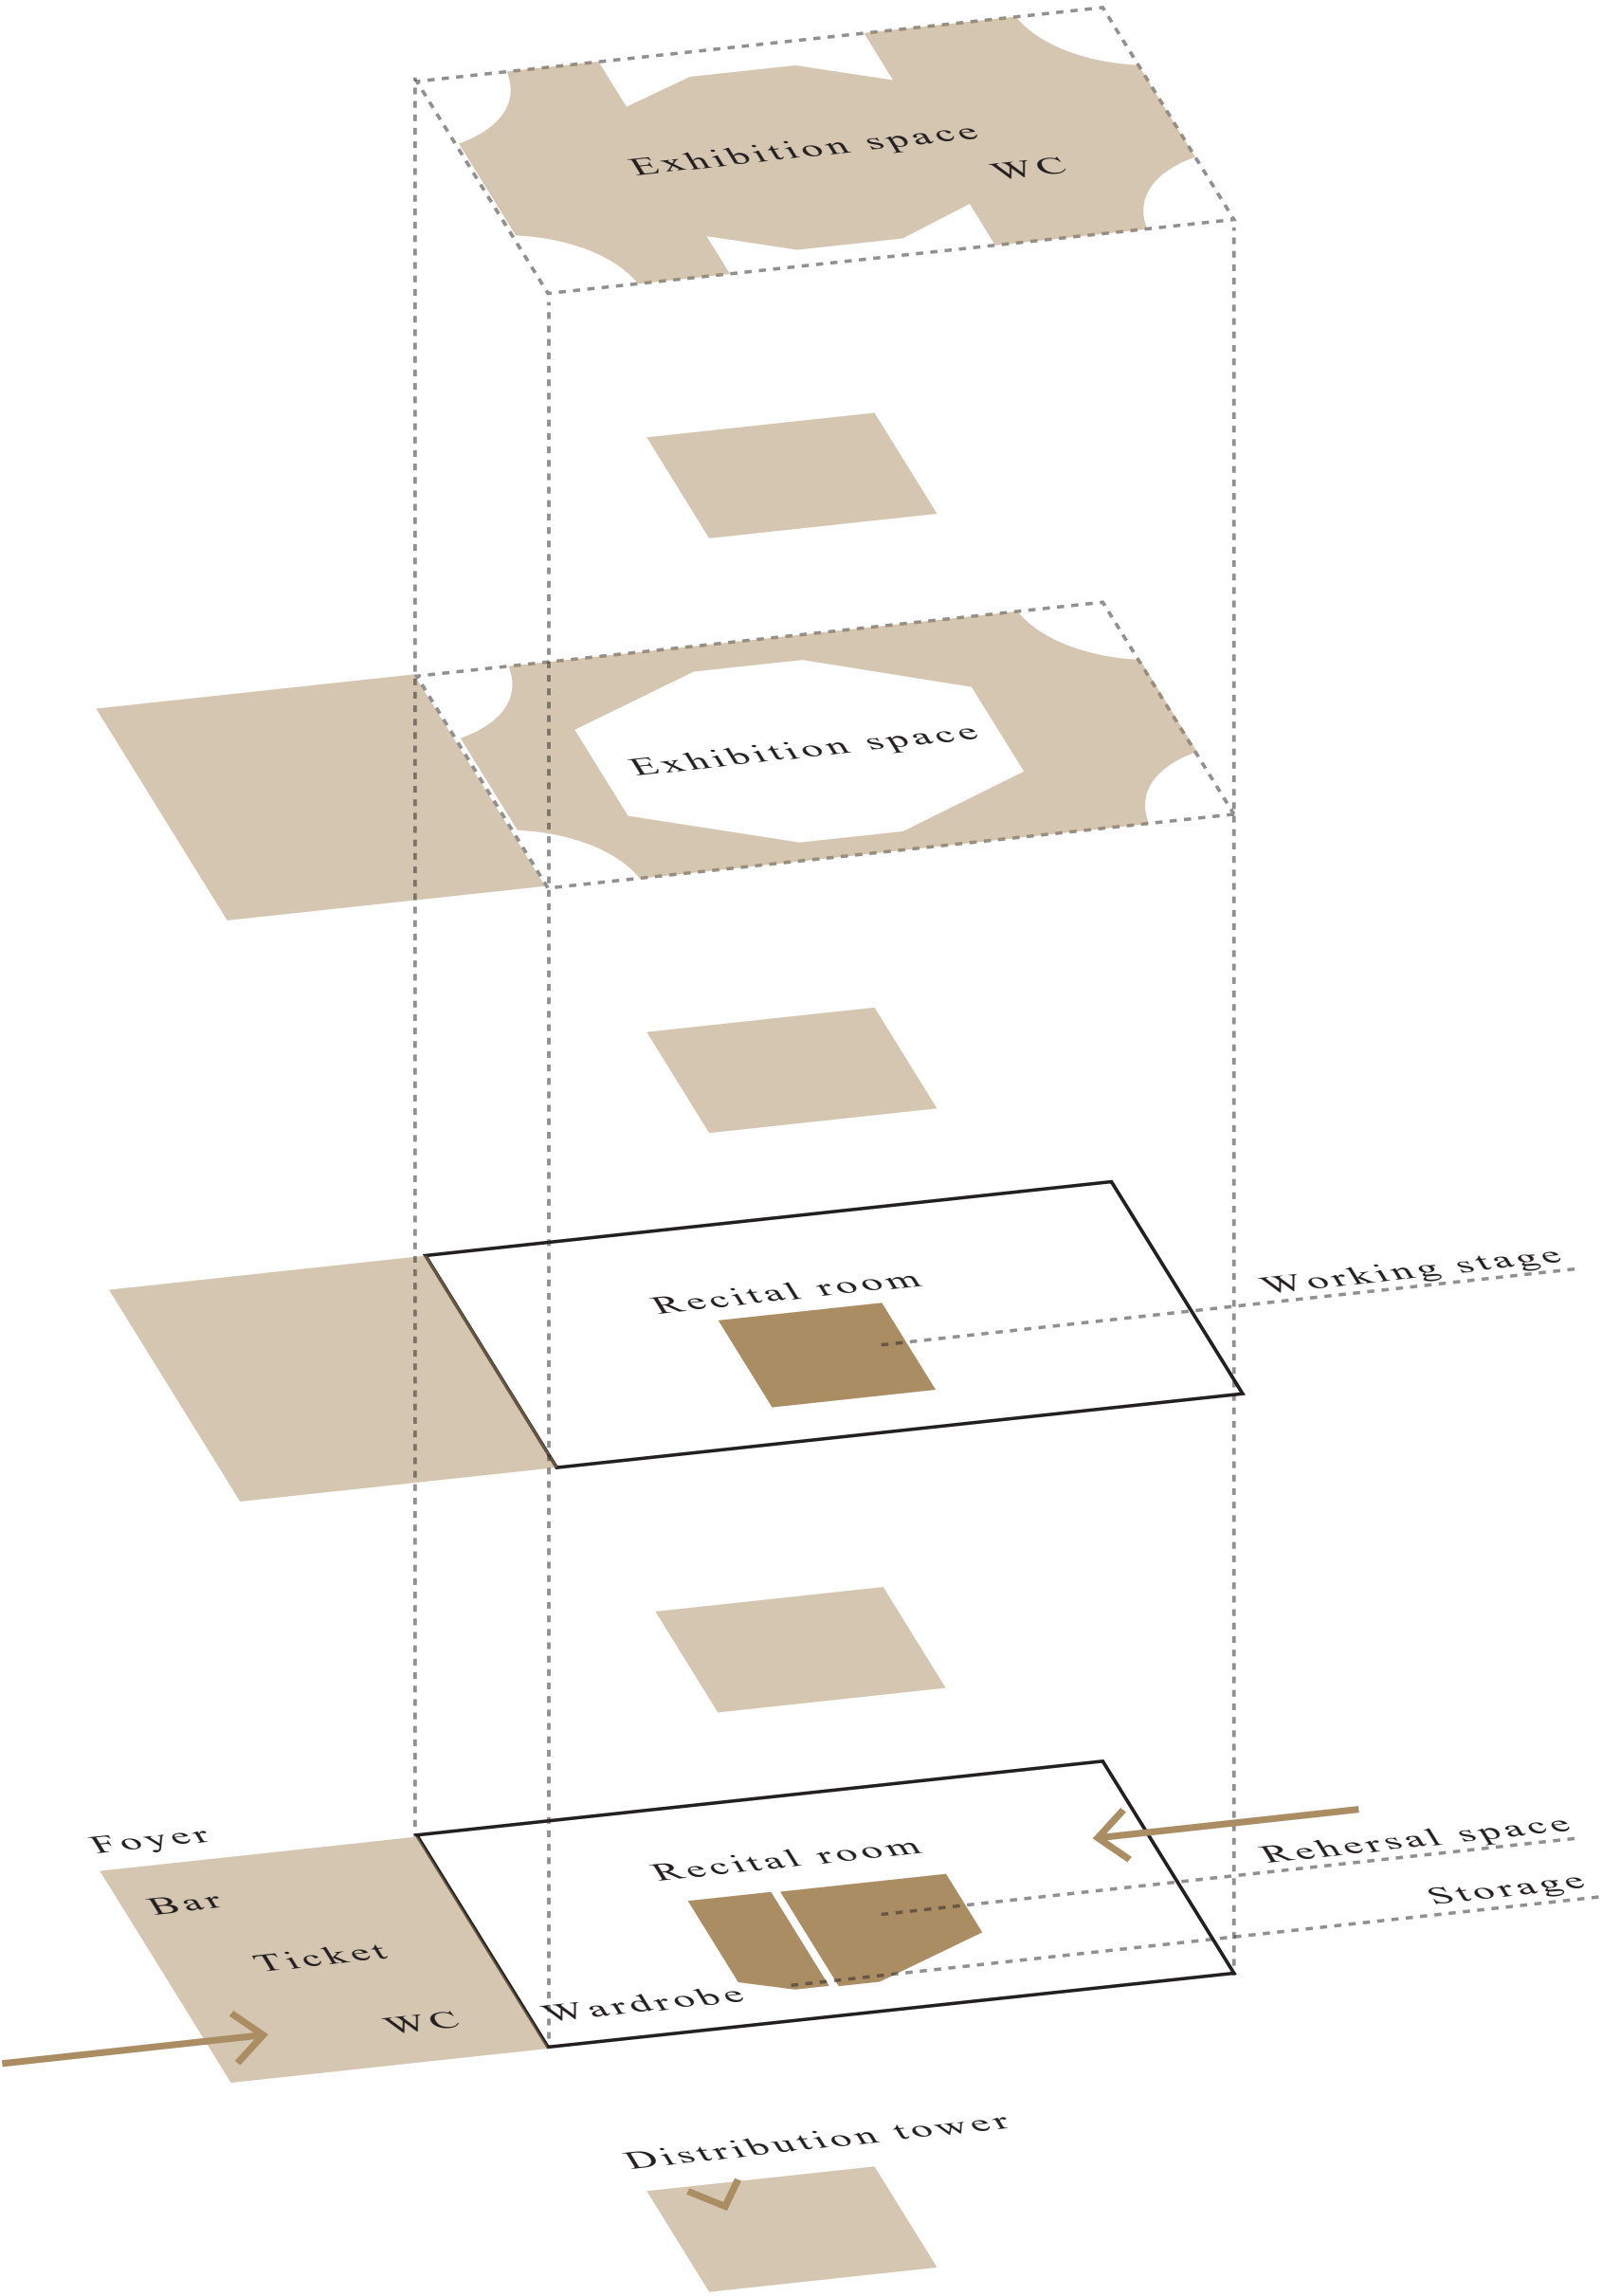 Exhibition space
WC
Exhibition space
Working stage
Recital room
Rehersal space
Foyer
Recital room
Storage
Bar
Ticket
Wardrobe
WC
Distribution tower